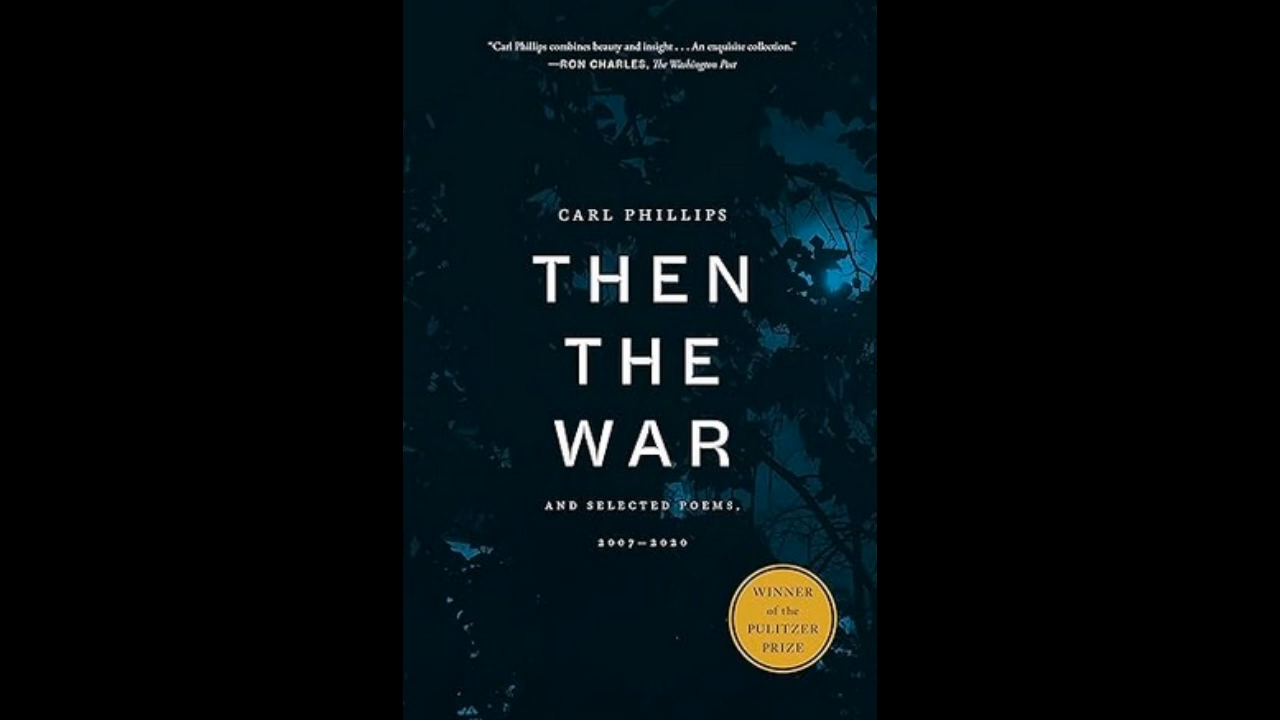 “Carl Phillips combines beauty and insight . . . An exquisite collection.”
—RON CHARLES, The Washington Post
CARL PHILLIPS
THEN
THE
WAR
AND SELECTED POEMS,
2007–2020
WINNER
of the
PULITZER
PRIZE